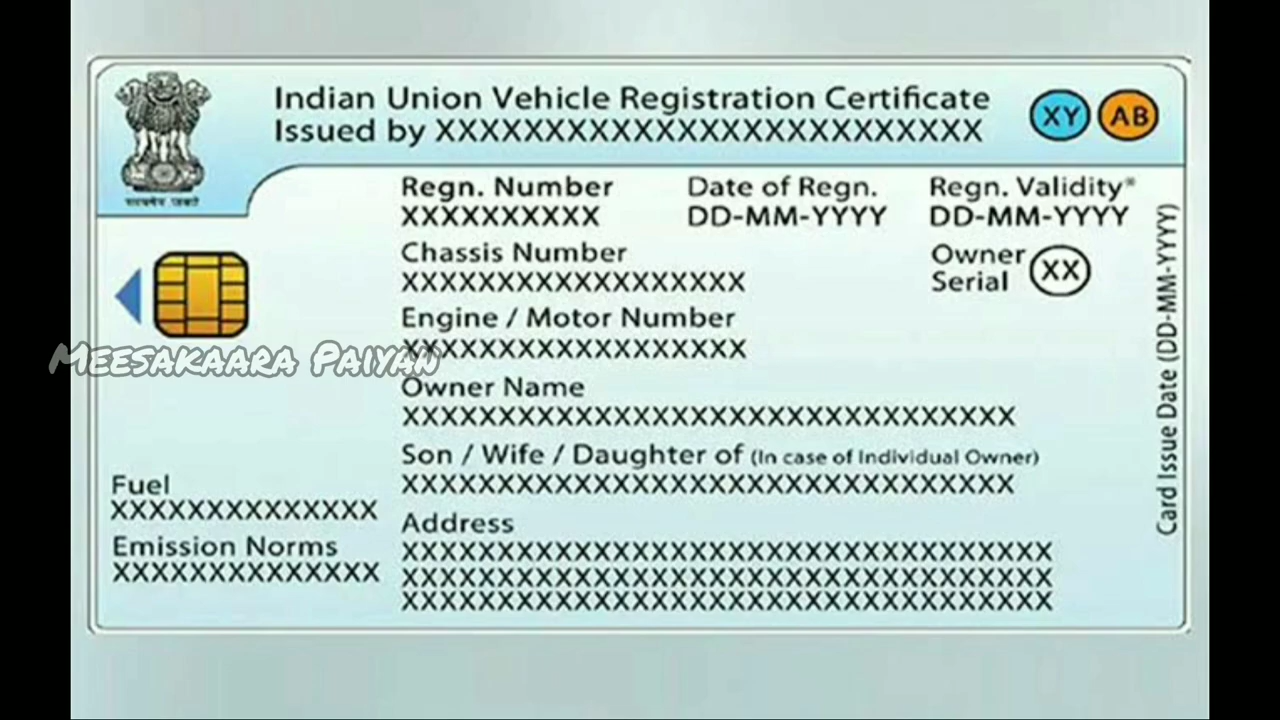 Indian Union Vehicle Registration Certificate
Issued by XXXXXXXXXXXXXXXXXXXXXXXXX
XY AB
सत्यमेव जयते
Regn. Number Date of Regn. Regn. Validity*
XXXXXXXXXX DD-MM-YYYY DD-MM-YYYY
Chassis Number
XXXXXXXXXXXXXXXXXX
Owner
Serial XX
Engine / Motor Number
XXXXXXXXXXXXXXXXXX
MEESAKAARA PAIYAN
Owner Name
XXXXXXXXXXXXXXXXXXXXXXXXXXXXXXXX
Son / Wife / Daughter of (In case of Individual Owner)
XXXXXXXXXXXXXXXXXXXXXXXXXXXXXXXX
Fuel
XXXXXXXXXXXXXX
Emission Norms
XXXXXXXXXXXXXX
Address
XXXXXXXXXXXXXXXXXXXXXXXXXXXXXXXXXX
XXXXXXXXXXXXXXXXXXXXXXXXXXXXXXXXXX
XXXXXXXXXXXXXXXXXXXXXXXXXXXXXXXXXX
Card Issue Date (DD-MM-YYYY)